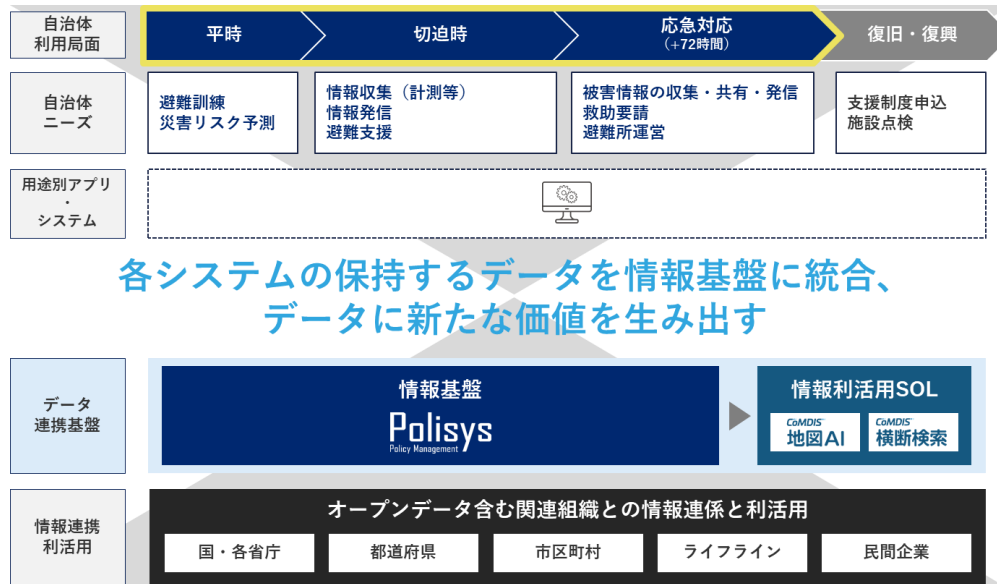 自治体
利用局面
平時
切迫時
応急対応
(+72時間)
復旧・復興
自治体
ニーズ
避難訓練
災害リスク予測
情報収集（計測等）
情報発信
避難支援
被害情報の収集・共有・発信
救助要請
避難所運営
支援制度申込
施設点検
用途別アプリ
・
システム
各システムの保持するデータを情報基盤に統合、
データに新たな価値を生み出す
データ
連携基盤
情報基盤
Polisys
Policy Management
情報利活用SOL
CoMDIS
地図AI
CoMDIS
横断検索
情報連携
利活用
オープンデータ含む関連組織との情報連係と利活用
国・各省庁
都道府県
市区町村
ライフライン
民間企業